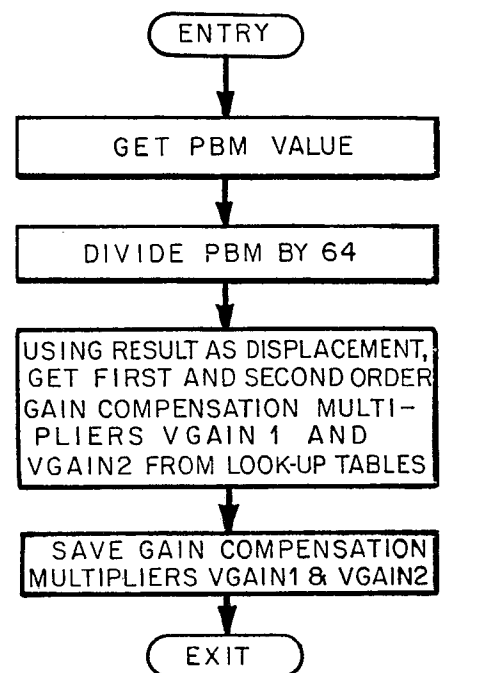 ENTRY
GET PBM VALUE
DIVIDE PBM BY 64
USING RESULT AS DISPLACEMENT,
GET FIRST AND SECOND ORDER
GAIN COMPENSATION MULTI-
PLIERS VGAIN 1 AND
VGAIN2 FROM LOOK-UP TABLES
SAVE GAIN COMPENSATION
MULTIPLIERS VGAIN1 & VGAIN2
EXIT